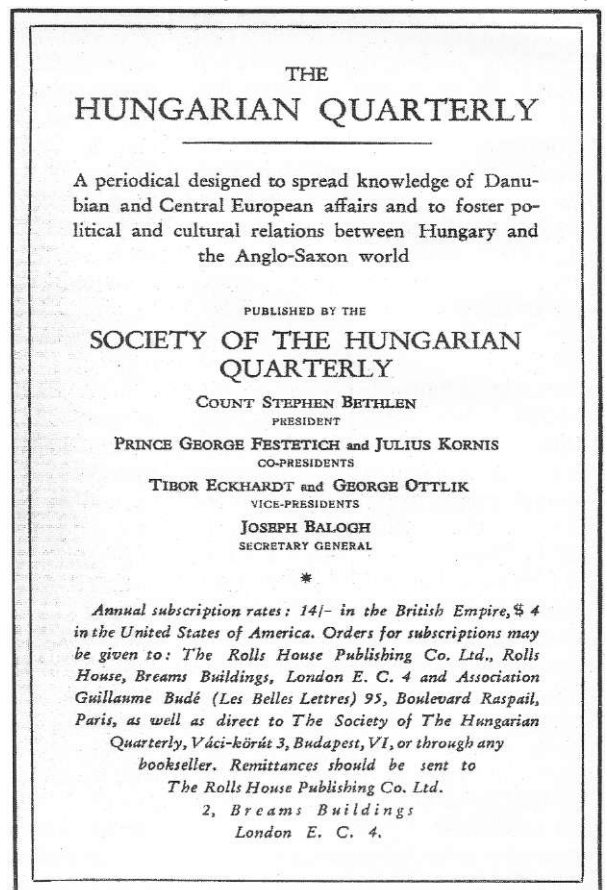 THE
HUNGARIAN QUARTERLY
A periodical designed to spread knowledge of Danu-
bian and Central European affairs and to foster po-
litical and cultural relations between Hungary and
the Anglo-Saxon world
PUBLISHED BY THE
SOCIETY OF THE HUNGARIAN
QUARTERLY
COUNT STEPHEN BETHLEN
PRESIDENT
PRINCE GEORGE FESTETICH and JULIUS KORNIS
CO-PRESIDENTS
TIBOR ECKHARDT and GEORGE OTTLIK
VICE-PRESIDENTS
JOSEPH BALOGH
SECRETARY GENERAL
*
Annual subscription rates: 14/- in the British Empire, $ 4
in the United States of America. Orders for subscriptions may
be given to: The Rolls House Publishing Co. Ltd., Rolls
House, Breams Buildings, London E. C. 4 and Association
Guillaume Budé (Les Belles Lettres) 95, Boulevard Raspail,
Paris, as well as direct to The Society of The Hungarian
Quarterly, Váci-körút 3, Budapest, VI, or through any
bookseller. Remittances should be sent to
The Rolls House Publishing Co. Ltd.
2, Breams Buildings
London E. C. 4.